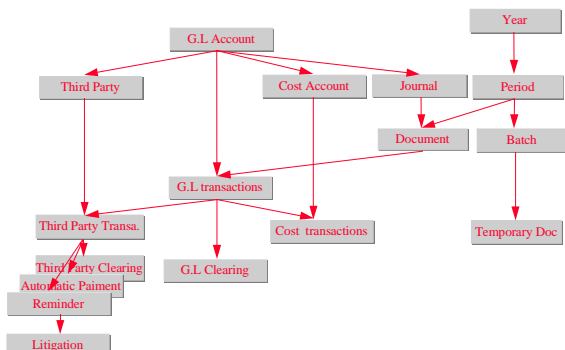 Year
G.L Account
Third Party
Cost Account
Journal
Period
Document
Batch
G.L transactions
Third Party Transa.
Cost transactions
Temporary Doc
Third Party Clearing
G.L Clearing
Automatic Paiment
Reminder
Litigation